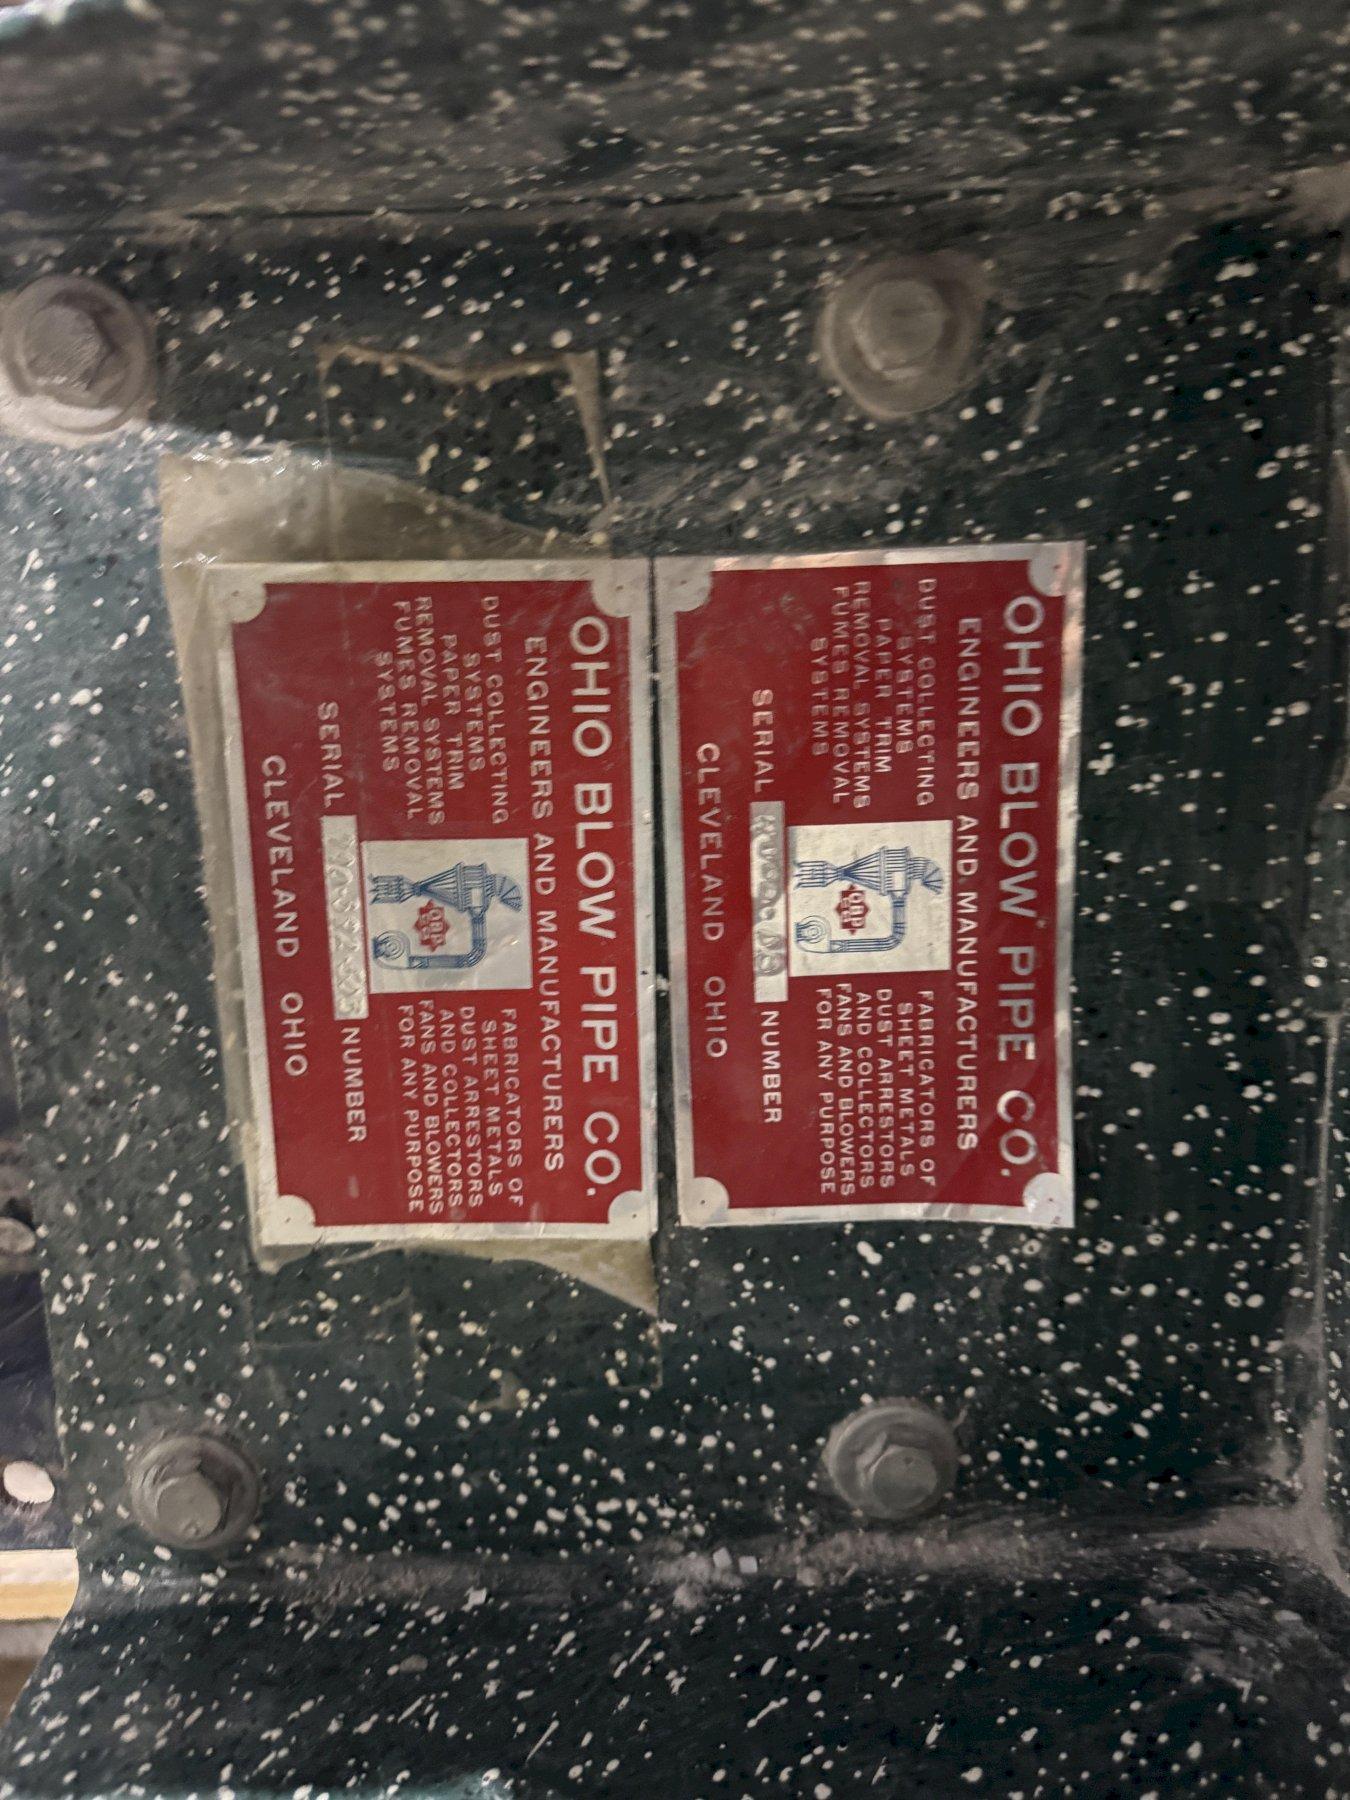 OHIO BLOW PIPE CO.
ENGINEERS AND MANUFACTURERS
DUST COLLECTING
SYSTEMS
PAPER TRIM
REMOVAL SYSTEMS
FUMES REMOVAL
SYSTEMS
OBP
FABRICATORS OF
SHEET METALS
DUST ARRESTORS
AND COLLECTORS
FANS AND BLOWERS
FOR ANY PURPOSE
SERIAL NUMBER
CLEVELAND OHIO
OHIO BLOW PIPE CO.
ENGINEERS AND MANUFACTURERS
DUST COLLECTING
SYSTEMS
PAPER TRIM
REMOVAL SYSTEMS
FUMES REMOVAL
SYSTEMS
OBP
FABRICATORS OF
SHEET METALS
DUST ARRESTORS
AND COLLECTORS
FANS AND BLOWERS
FOR ANY PURPOSE
SERIAL NUMBER
CLEVELAND OHIO